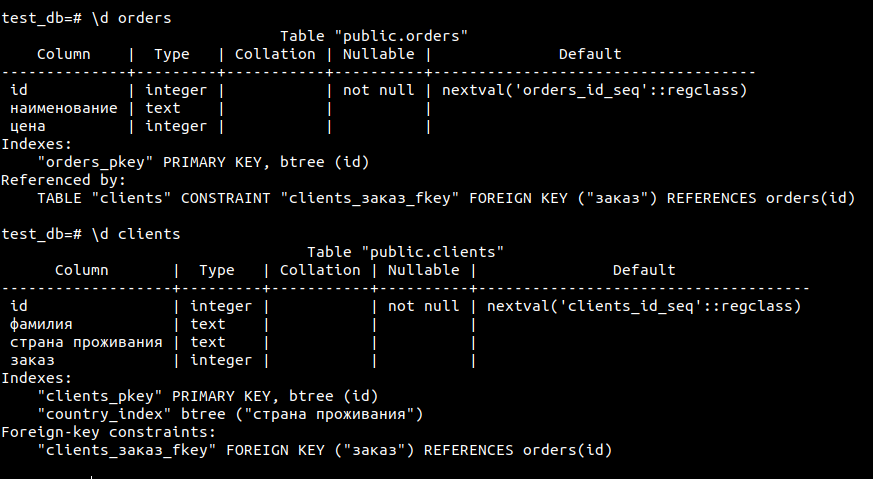 test_db=# \d orders
                               Table "public.orders"
    Column    |  Type   | Collation | Nullable |              Default
--------------+---------+-----------+----------+------------------------------------
 id           | integer |           | not null | nextval('orders_id_seq'::regclass)
 наименование | text    |           |          |
 цена         | integer |           |          |
Indexes:
    "orders_pkey" PRIMARY KEY, btree (id)
Referenced by:
    TABLE "clients" CONSTRAINT "clients_заказ_fkey" FOREIGN KEY ("заказ") REFERENCES orders(id)

test_db=# \d clients
                                  Table "public.clients"
      Column       |  Type   | Collation | Nullable |               Default
-------------------+---------+-----------+----------+-------------------------------------
 id                | integer |           | not null | nextval('clients_id_seq'::regclass)
 фамилия           | text    |           |          |
 страна проживания | text    |           |          |
 заказ             | integer |           |          |
Indexes:
    "clients_pkey" PRIMARY KEY, btree (id)
    "country_index" btree ("страна проживания")
Foreign-key constraints:
    "clients_заказ_fkey" FOREIGN KEY ("заказ") REFERENCES orders(id)